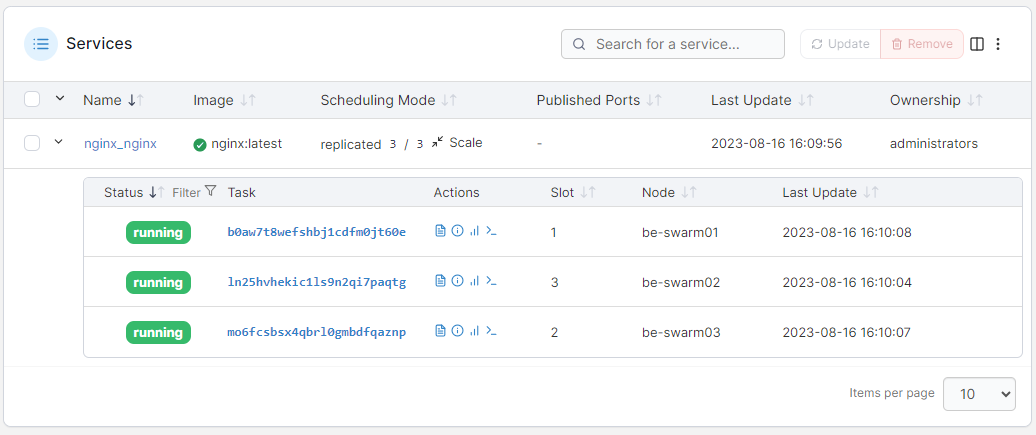 Services
Search for a service...
Update
Remove
Name Image Scheduling Mode Published Ports Last Update Ownership
nginx_nginx nginx:latest replicated 3 / 3 Scale - 2023-08-16 16:09:56 administrators
Status Filter Task Actions Slot Node Last Update
running b0aw7t8wefshbj1cdfm0jt60e 1 be-swarm01 2023-08-16 16:10:08
running ln25hvhekic1ls9n2qi7paqtg 3 be-swarm02 2023-08-16 16:10:04
running mo6fcsbsx4qbrl0gmbdfqaznp 2 be-swarm03 2023-08-16 16:10:07
Items per page 10